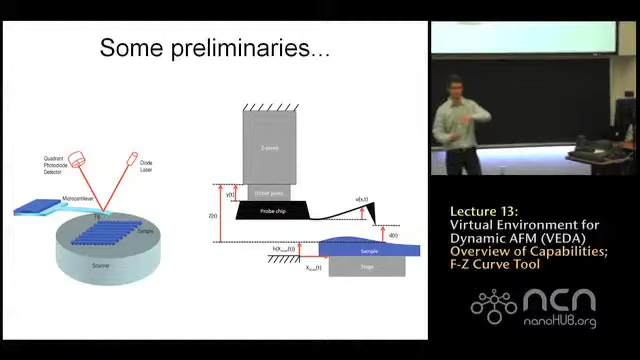 Some preliminaries...
Quadrant
Photodiode
Detector
Diode
Laser
Microcantilever
Tip
Sample
Z-piezo
Dither piezo
y(t)
Probe chip
u(x,t)
Z(t)
d(t)
Sample
Stage
Lecture 13:
Virtual Environment for
Dynamic AFM (VEDA)
Overview of Capabilities;
F-Z Curve Tool
ncn
nanoHUB.org